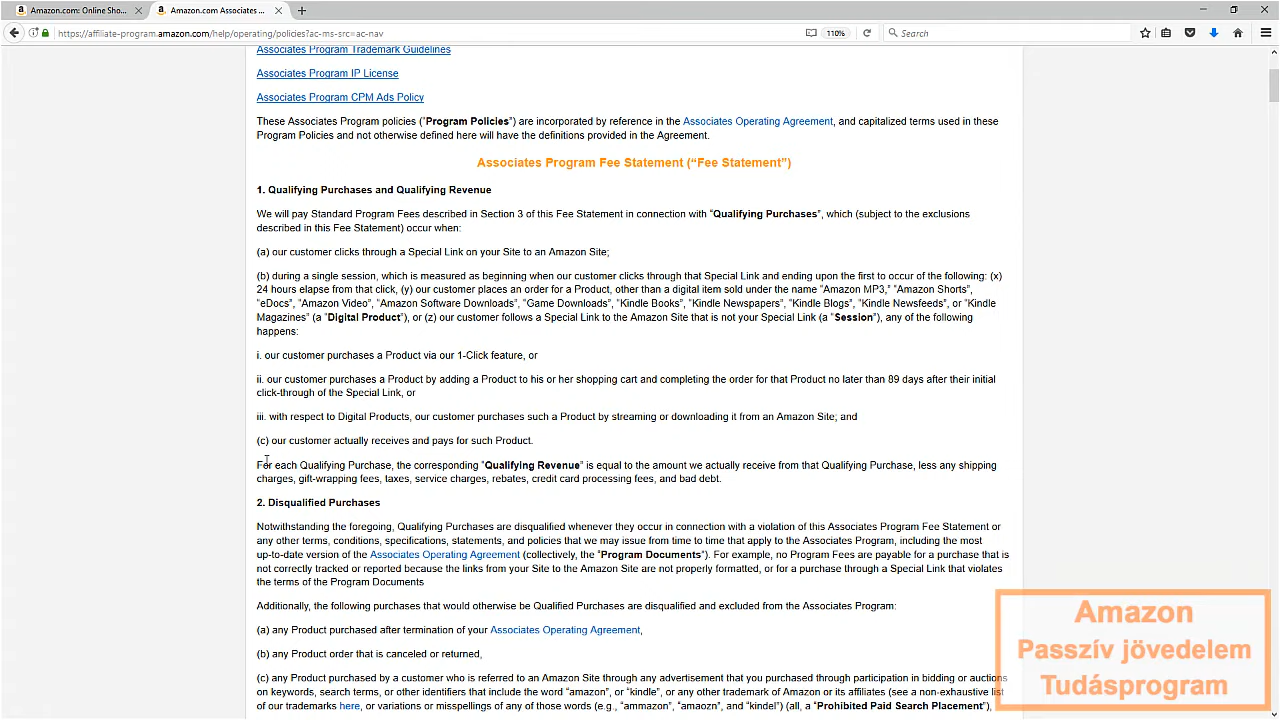 Amazon.com: Online Sho...
Amazon.com Associates ...
https://affiliate-program.amazon.com/help/operating/policies?ac-ms-src=ac-nav
110%
Search
Associates Program Trademark Guidelines
Associates Program IP License
Associates Program CPM Ads Policy
These Associates Program policies ("Program Policies") are incorporated by reference in the Associates Operating Agreement, and capitalized terms used in these
Program Policies and not otherwise defined here will have the definitions provided in the Agreement.
Associates Program Fee Statement (“Fee Statement”)
1. Qualifying Purchases and Qualifying Revenue
We will pay Standard Program Fees described in Section 3 of this Fee Statement in connection with “Qualifying Purchases”, which (subject to the exclusions
described in this Fee Statement) occur when:
(a) our customer clicks through a Special Link on your Site to an Amazon Site;
(b) during a single session, which is measured as beginning when our customer clicks through that Special Link and ending upon the first to occur of the following: (x)
24 hours elapse from that click, (y) our customer places an order for a Product, other than a digital item sold under the name “Amazon MP3,” “Amazon Shorts”,
“eDocs”, “Amazon Video”, “Amazon Software Downloads”, “Game Downloads”, “Kindle Books”, “Kindle Newspapers”, “Kindle Blogs”, “Kindle Newsfeeds”, or “Kindle
Magazines” (a “Digital Product”), or (z) our customer follows a Special Link to the Amazon Site that is not your Special Link (a “Session”), any of the following
happens:
i. our customer purchases a Product via our 1-Click feature, or
ii. our customer purchases a Product by adding a Product to his or her shopping cart and completing the order for that Product no later than 89 days after their initial
click-through of the Special Link, or
iii. with respect to Digital Products, our customer purchases such a Product by streaming or downloading it from an Amazon Site; and
(c) our customer actually receives and pays for such Product.
For each Qualifying Purchase, the corresponding “Qualifying Revenue” is equal to the amount we actually receive from that Qualifying Purchase, less any shipping
charges, gift-wrapping fees, taxes, service charges, rebates, credit card processing fees, and bad debt.
2. Disqualified Purchases
Notwithstanding the foregoing, Qualifying Purchases are disqualified whenever they occur in connection with a violation of this Associates Program Fee Statement or
any other terms, conditions, specifications, statements, and policies that we may issue from time to time that apply to the Associates Program, including the most
up-to-date version of the Associates Operating Agreement (collectively, the “Program Documents”). For example, no Program Fees are payable for a purchase that is
not correctly tracked or reported because the links from your Site to the Amazon Site are not properly formatted, or for a purchase through a Special Link that violates
the terms of the Program Documents
Additionally, the following purchases that would otherwise be Qualified Purchases are disqualified and excluded from the Associates Program:
(a) any Product purchased after termination of your Associates Operating Agreement,
(b) any Product order that is canceled or returned,
(c) any Product purchased by a customer who is referred to an Amazon Site through any advertisement that you purchased through participation in bidding or auctions
on keywords, search terms, or other identifiers that include the word “amazon”, or “kindle”, or any other trademark of Amazon or its affiliates (see a non-exhaustive list
of our trademarks here, or variations or misspellings of any of those words (e.g., “ammazon”, “amaozn”, and “kindel”) (all, a “Prohibited Paid Search Placement”),
Amazon
Passzív jövedelem
Tudásprogram